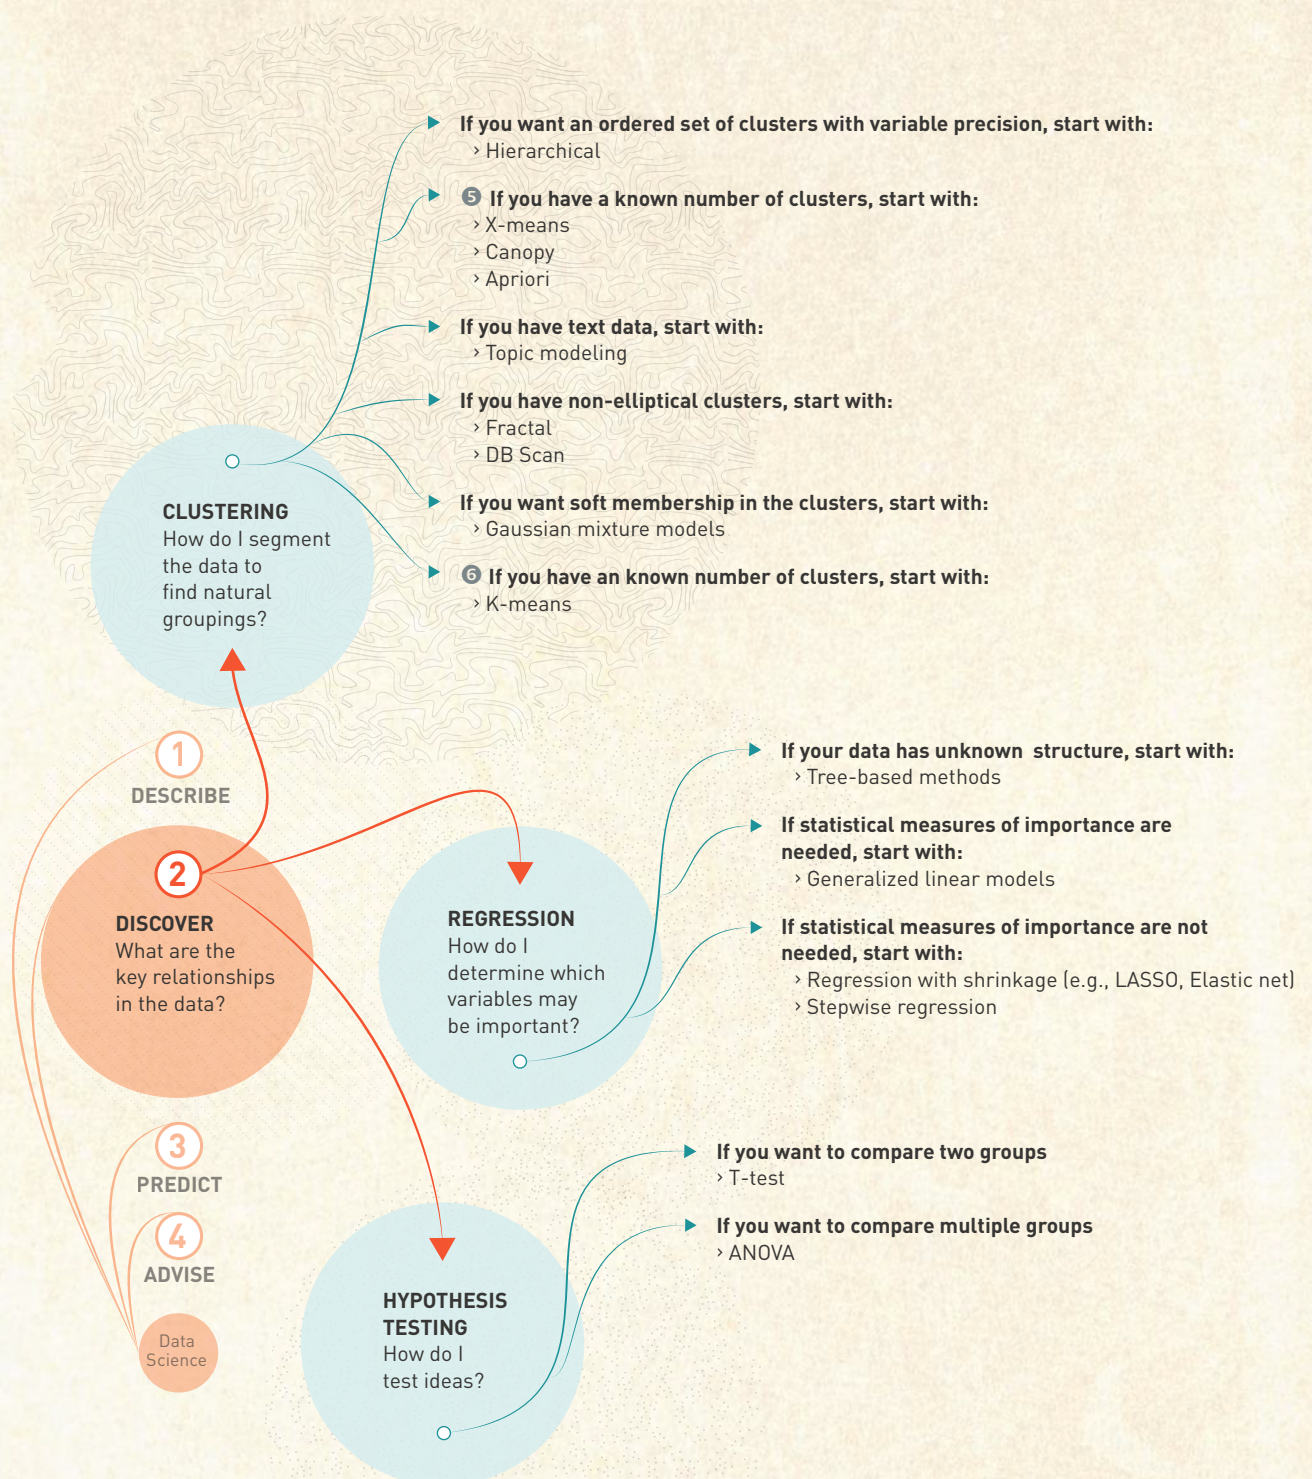 If you want an ordered set of clusters with variable precision, start with:
› Hierarchical
5 If you have a known number of clusters, start with:
› X-means
› Canopy
› Apriori
If you have text data, start with:
› Topic modeling
If you have non-elliptical clusters, start with:
› Fractal
› DB Scan
If you want soft membership in the clusters, start with:
› Gaussian mixture models
6 If you have an known number of clusters, start with:
› K-means
CLUSTERING
How do I segment
the data to
find natural
groupings?
1
DESCRIBE
2
DISCOVER
What are the
key relationships
in the data?
REGRESSION
How do I
determine which
variables may
be important?
If your data has unknown  structure, start with:
› Tree-based methods
If statistical measures of importance are
needed, start with:
› Generalized linear models
If statistical measures of importance are not
needed, start with:
› Regression with shrinkage (e.g., LASSO, Elastic net)
› Stepwise regression
3
PREDICT
4
ADVISE
Data
Science
HYPOTHESIS
TESTING
How do I
test ideas?
If you want to compare two groups
› T-test
If you want to compare multiple groups
› ANOVA